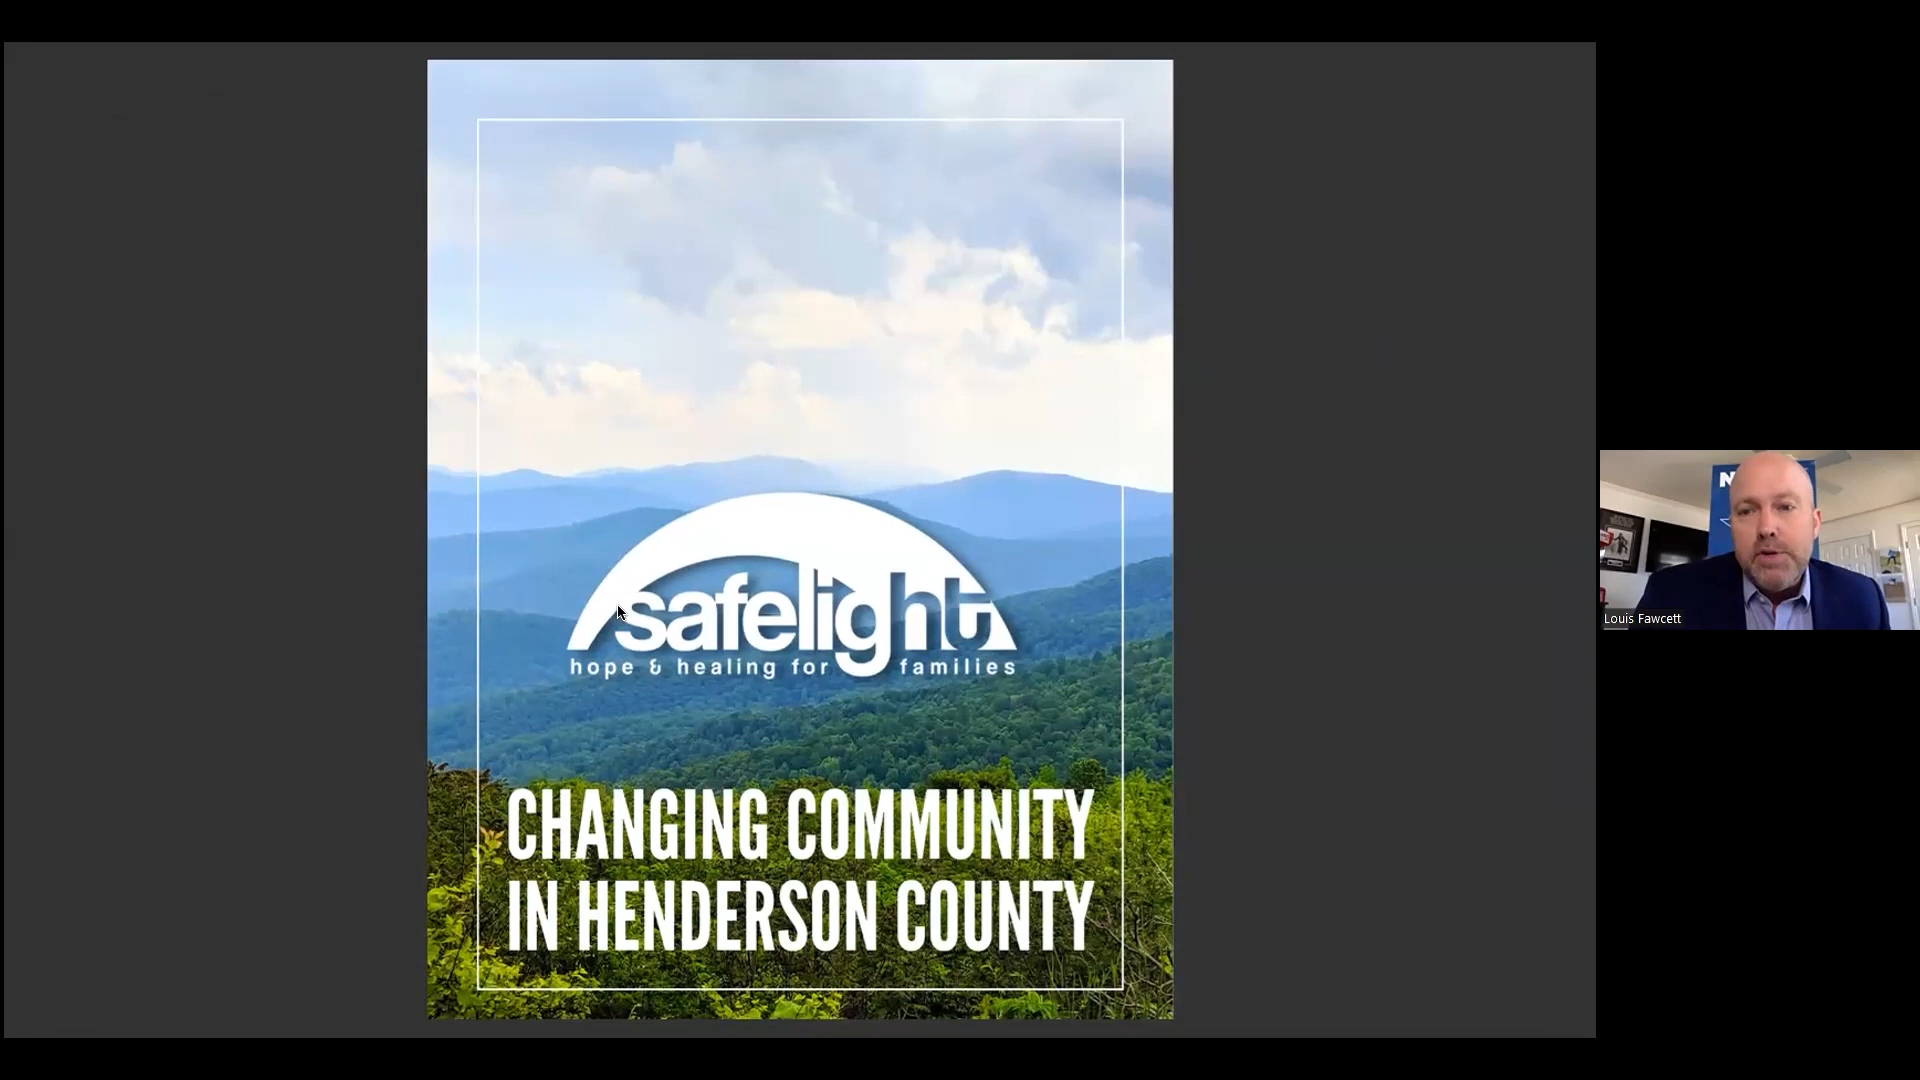 safelight
hope & healing for families
CHANGING COMMUNITY
IN HENDERSON COUNTY
N
Louis Fawcett